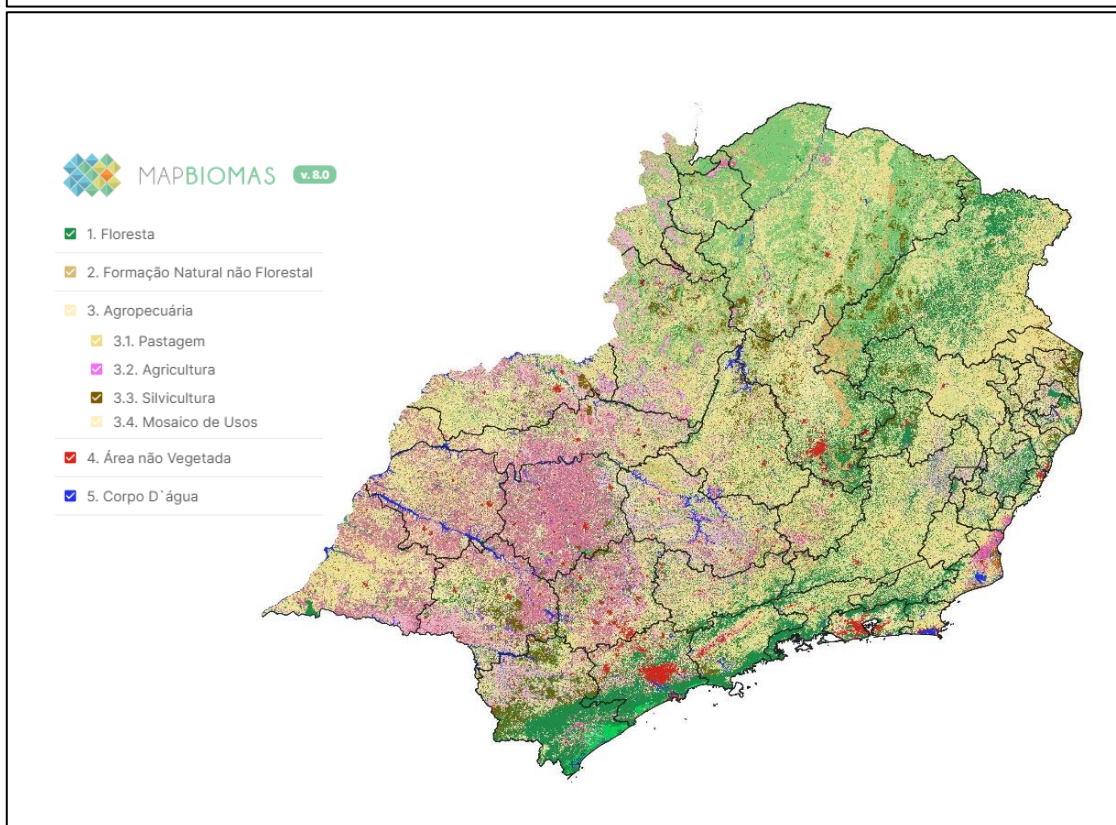 MAPBIOMAS v. 8.0
1. Floresta
2. Formação Natural não Florestal
3. Agropecuária
3.1. Pastagem
3.2. Agricultura
3.3. Silvicultura
3.4. Mosaico de Usos
4. Área não Vegetada
5. Corpo D`água